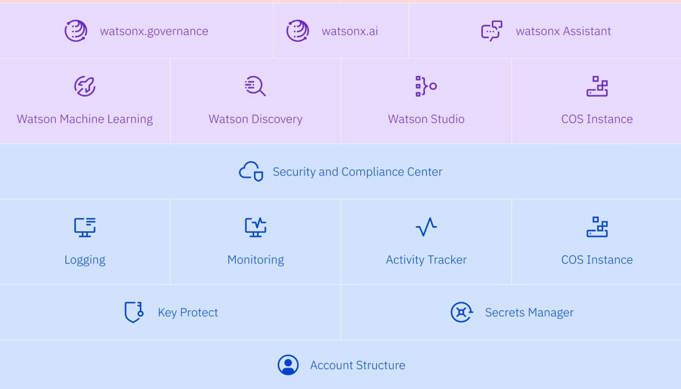 watsonx.governance
watsonx.ai
watsonx Assistant
Watson Machine Learning
Watson Discovery
Watson Studio
COS Instance
Security and Compliance Center
Logging
Monitoring
Activity Tracker
COS Instance
Key Protect
Secrets Manager
Account Structure